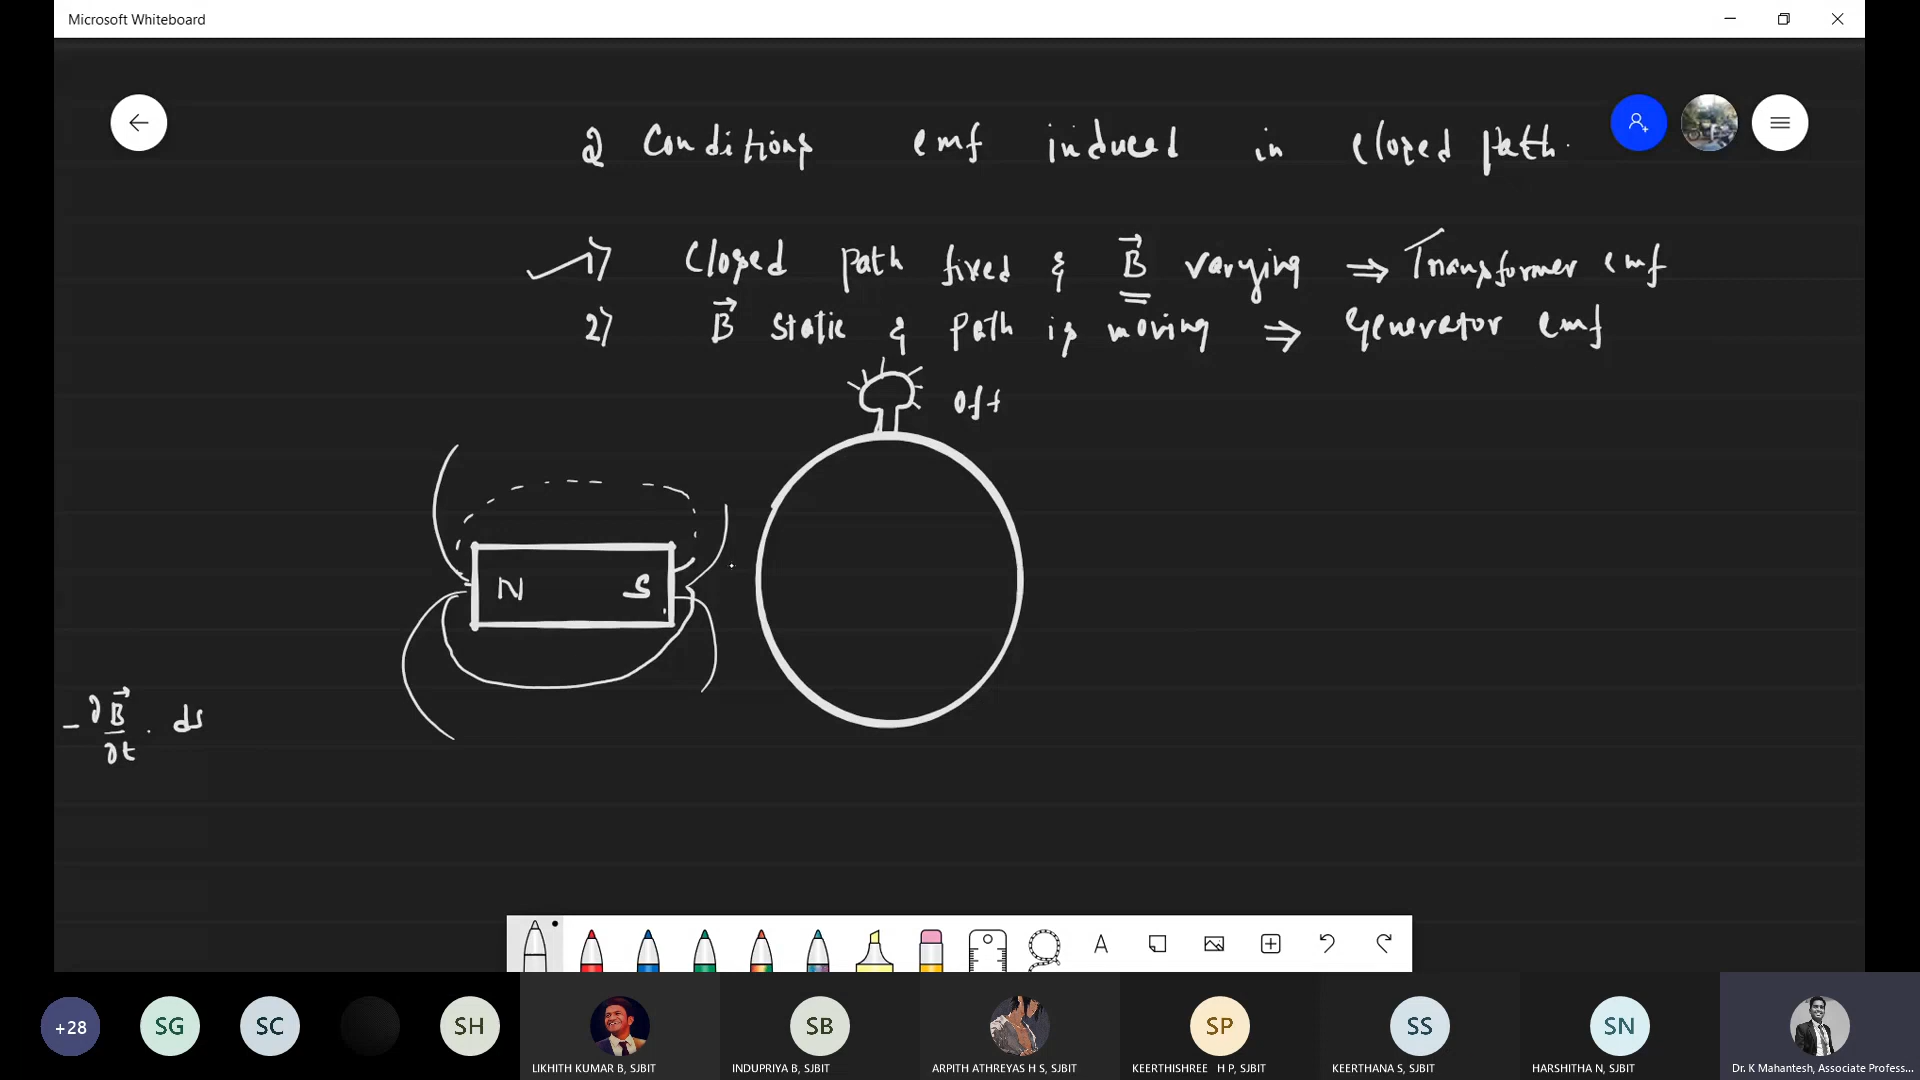 Microsoft Whiteboard
2 Conditions emf induced in closed path.
1) Closed path fixed & B⃗ varying ⇒ Transformer emf
2) B⃗ static & path is moving ⇒ Generator emf
off
N S
- ∂B⃗/∂t . ds
A
+28 SG SC SH SB SP SS SN
LIKHITH KUMAR B, SJBIT INDUPRIYA B, SJBIT ARPITH ATHREYAS H S, SJBIT KEERTHISHREE H P, SJBIT KEERTHANA S, SJBIT HARSHITHA N, SJBIT Dr. K Mahantesh, Associate Profess...